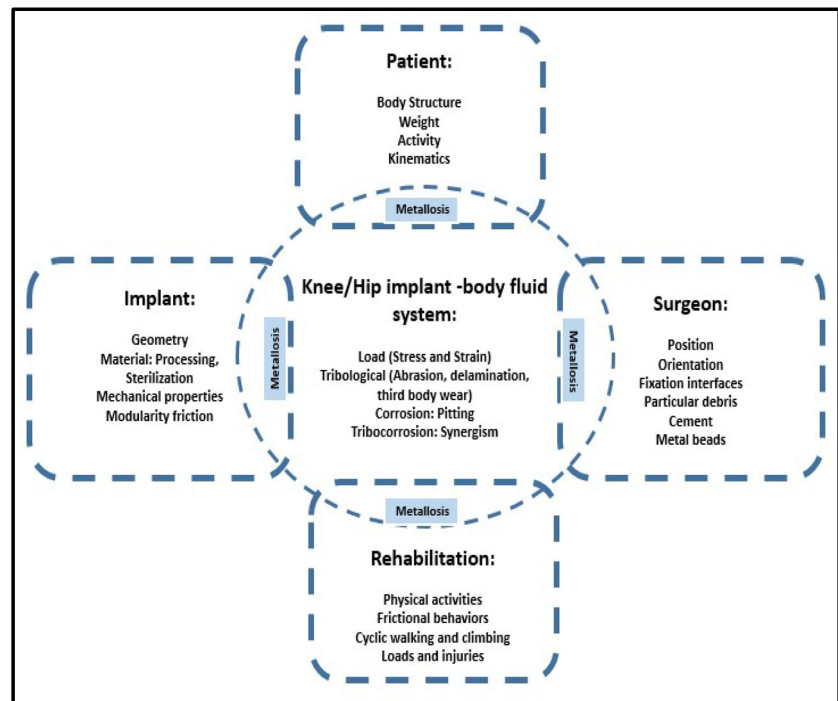 Patient:
Body Structure
Weight
Activity
Kinematics
Metallosis
Implant:
Geometry
Material: Processing,
Sterilization
Mechanical properties
Modularity friction
Metallosis
Knee/Hip implant -body fluid
system:
Load (Stress and Strain)
Tribological (Abrasion, delamination,
third body wear)
Corrosion: Pitting
Tribocorrosion: Synergism
Metallosis
Surgeon:
Position
Orientation
Fixation interfaces
Particular debris
Cement
Metal beads
Metallosis
Rehabilitation:
Physical activities
Frictional behaviors
Cyclic walking and climbing
Loads and injuries